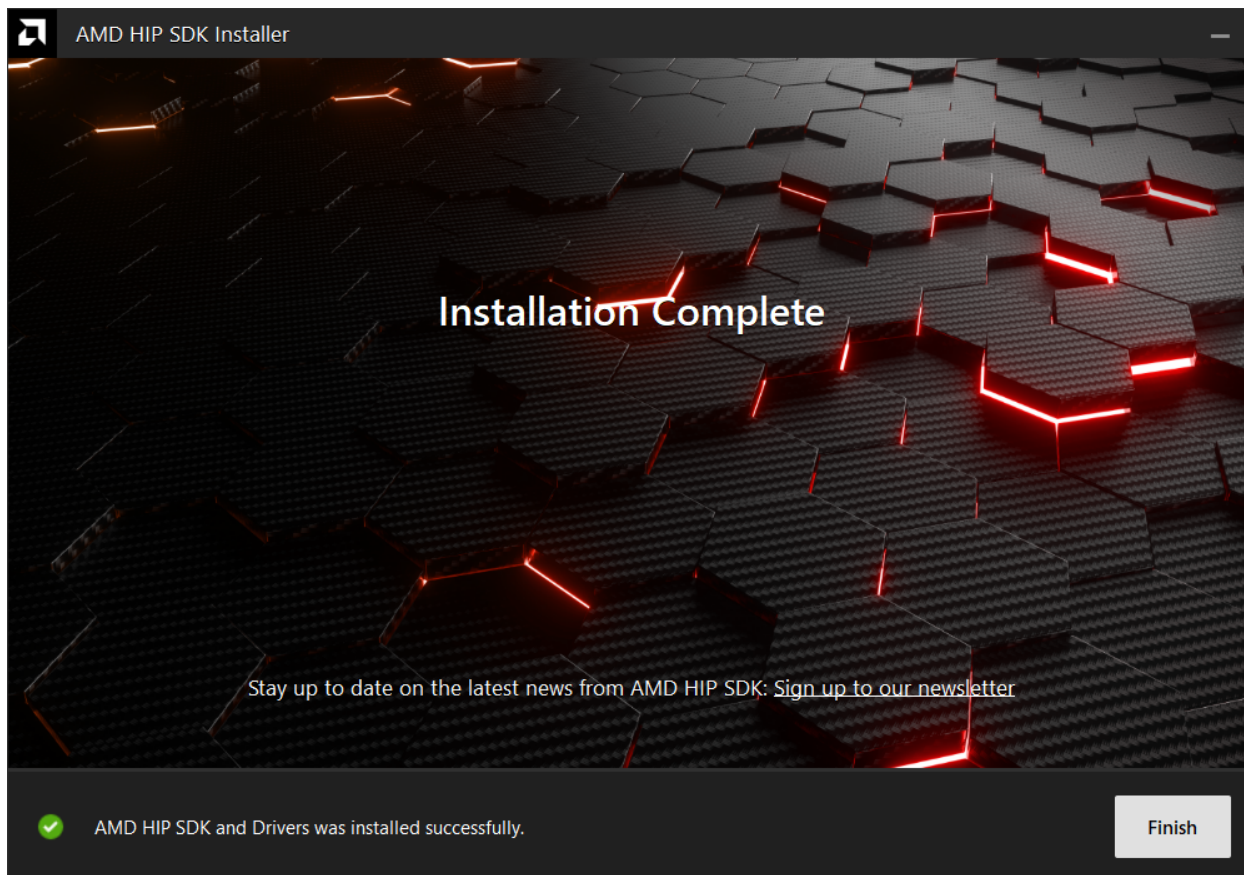 AMD HIP SDK Installer
Installation Complete
Stay up to date on the latest news from AMD HIP SDK: Sign up to our newsletter
AMD HIP SDK and Drivers was installed successfully.
Finish